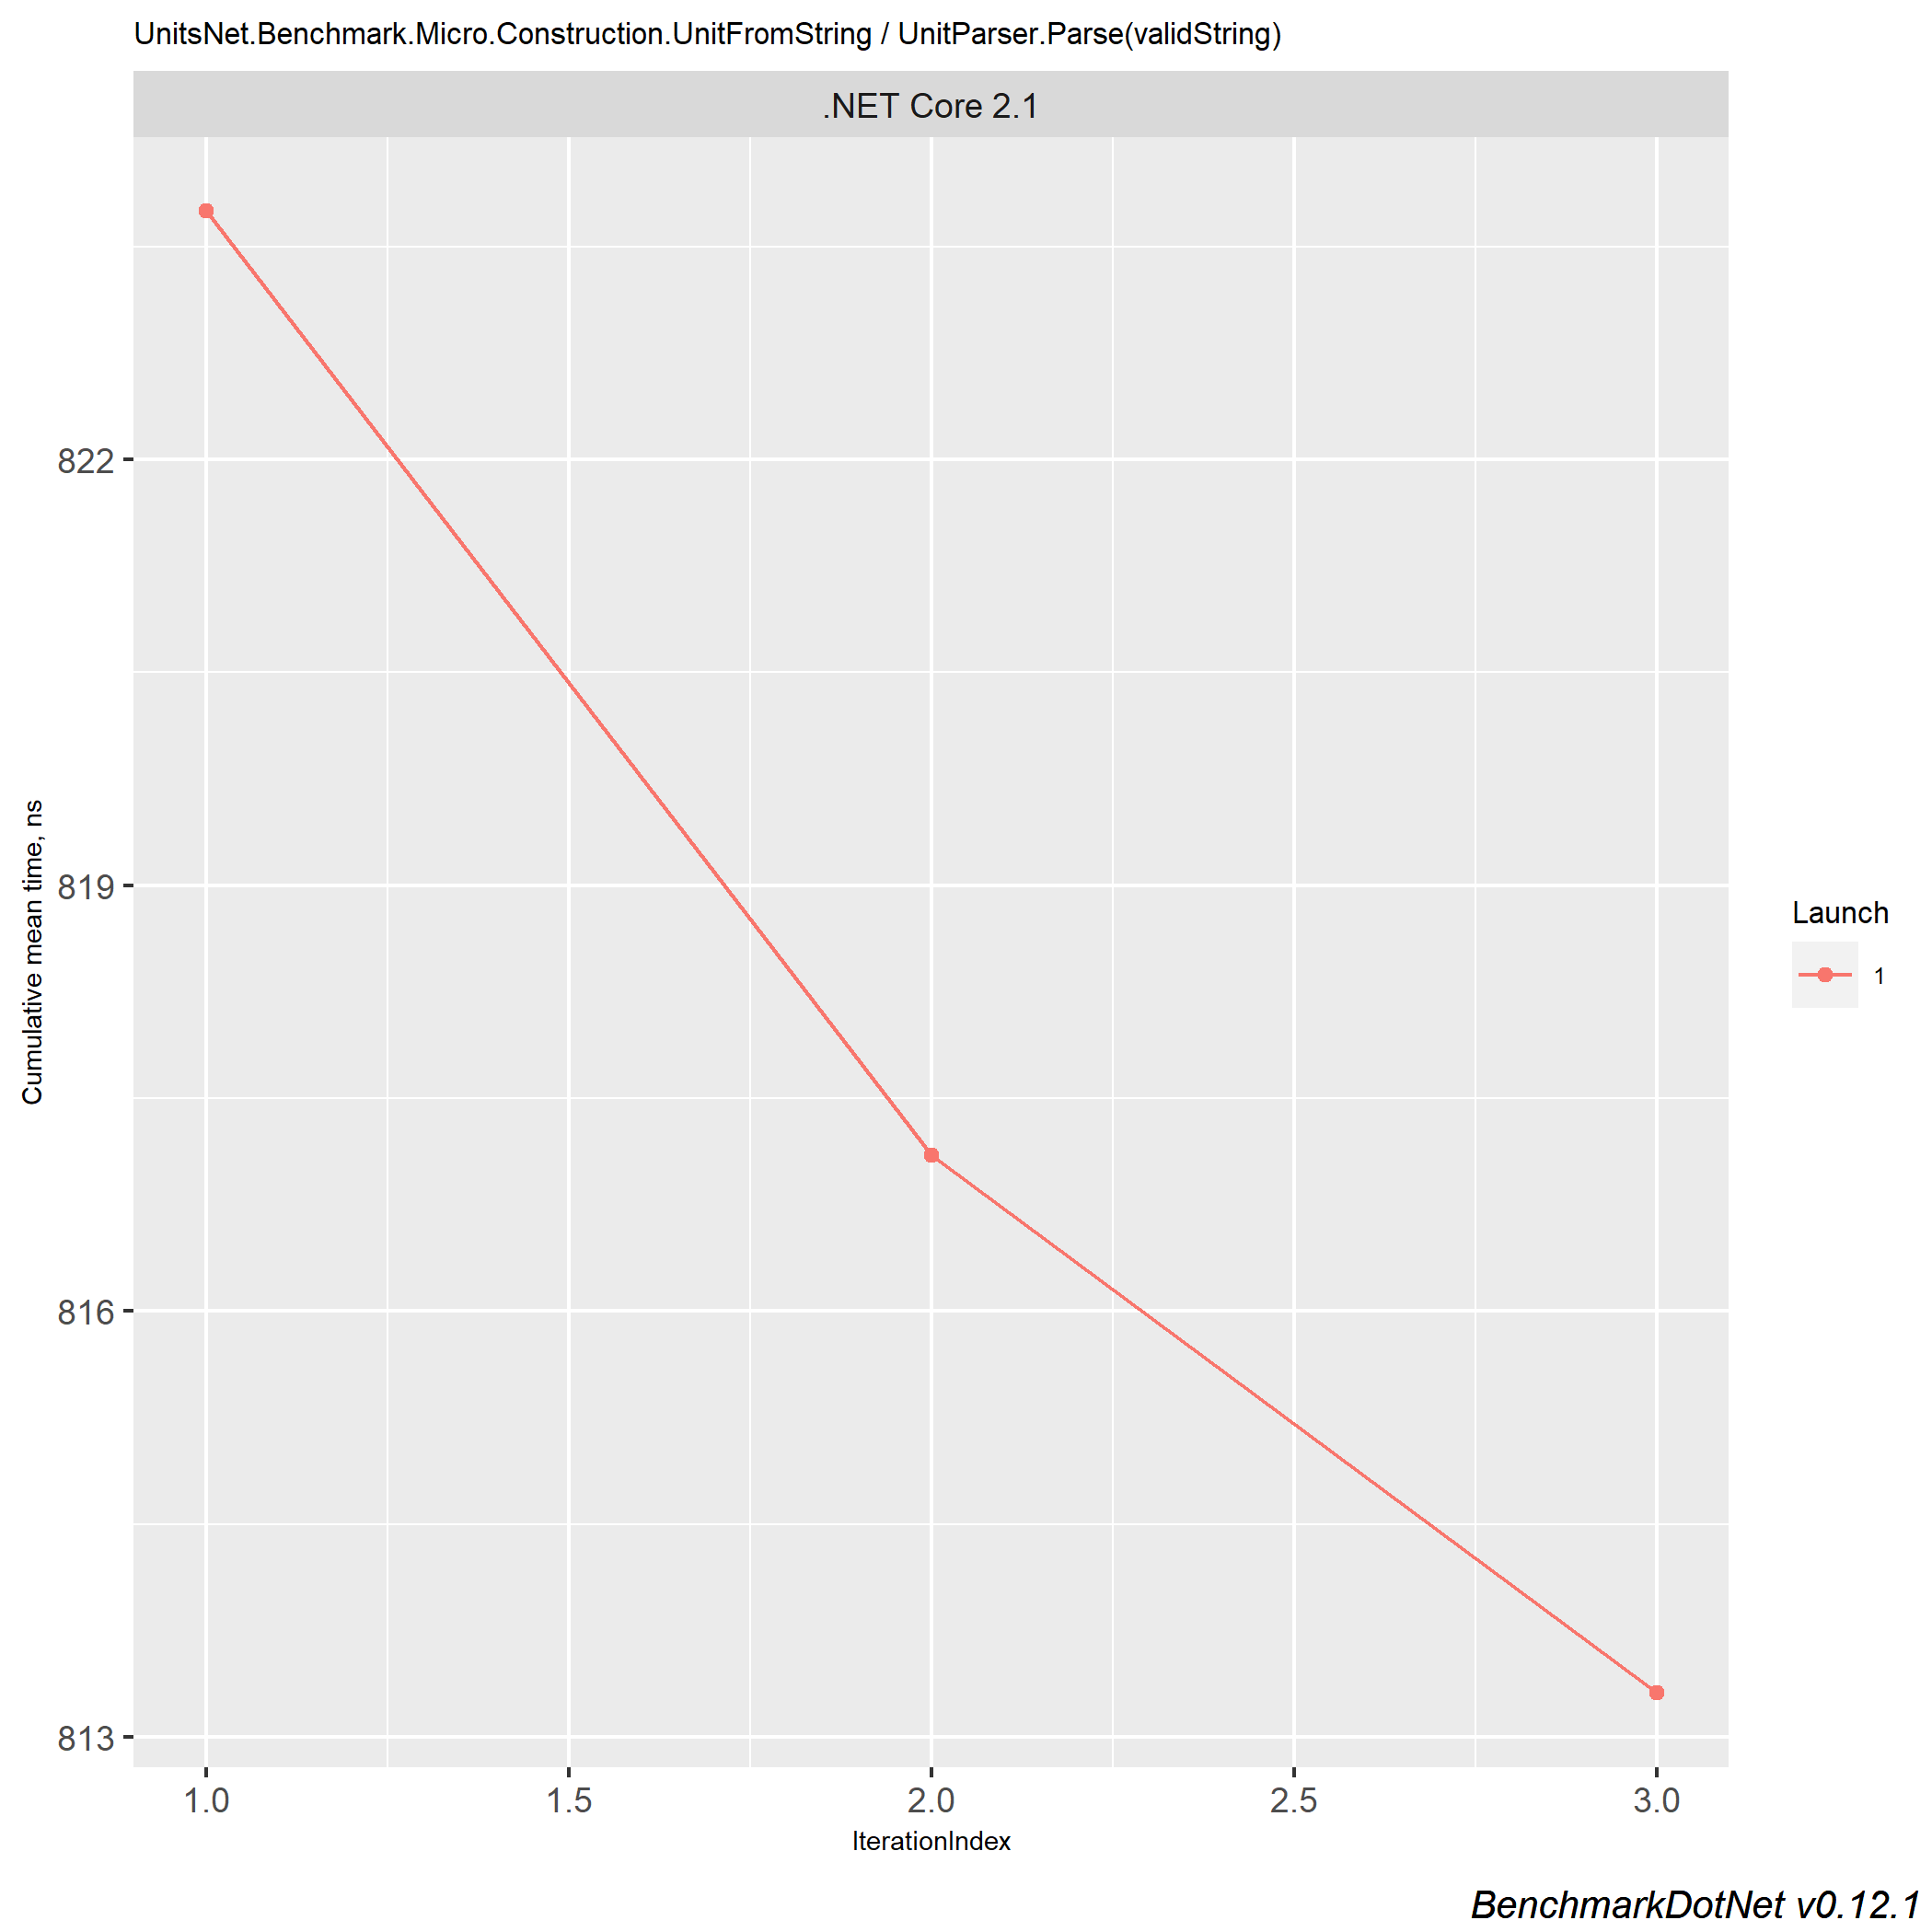 UnitsNet.Benchmark.Micro.Construction.UnitFromString / UnitParser.Parse(validString)
.NET Core 2.1
Cumulative mean time, ns
822
819
816
813
1.0 1.5 2.0 2.5 3.0
IterationIndex
Launch
1
BenchmarkDotNet v0.12.1